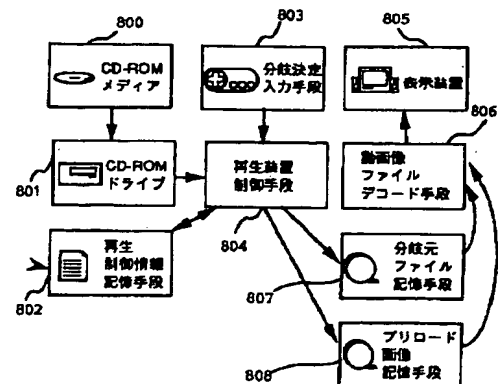 800
CD-ROM
メディア
803
分岐決定
入力手段
805
表示装置
801
CD-ROM
ドライブ
再生装置
制御手段
804
806
動画像
ファイル
デコード手段
802
再生
制御情報
記憶手段
807
分岐元
ファイル
記憶手段
808
プリロード
画像
記憶手段